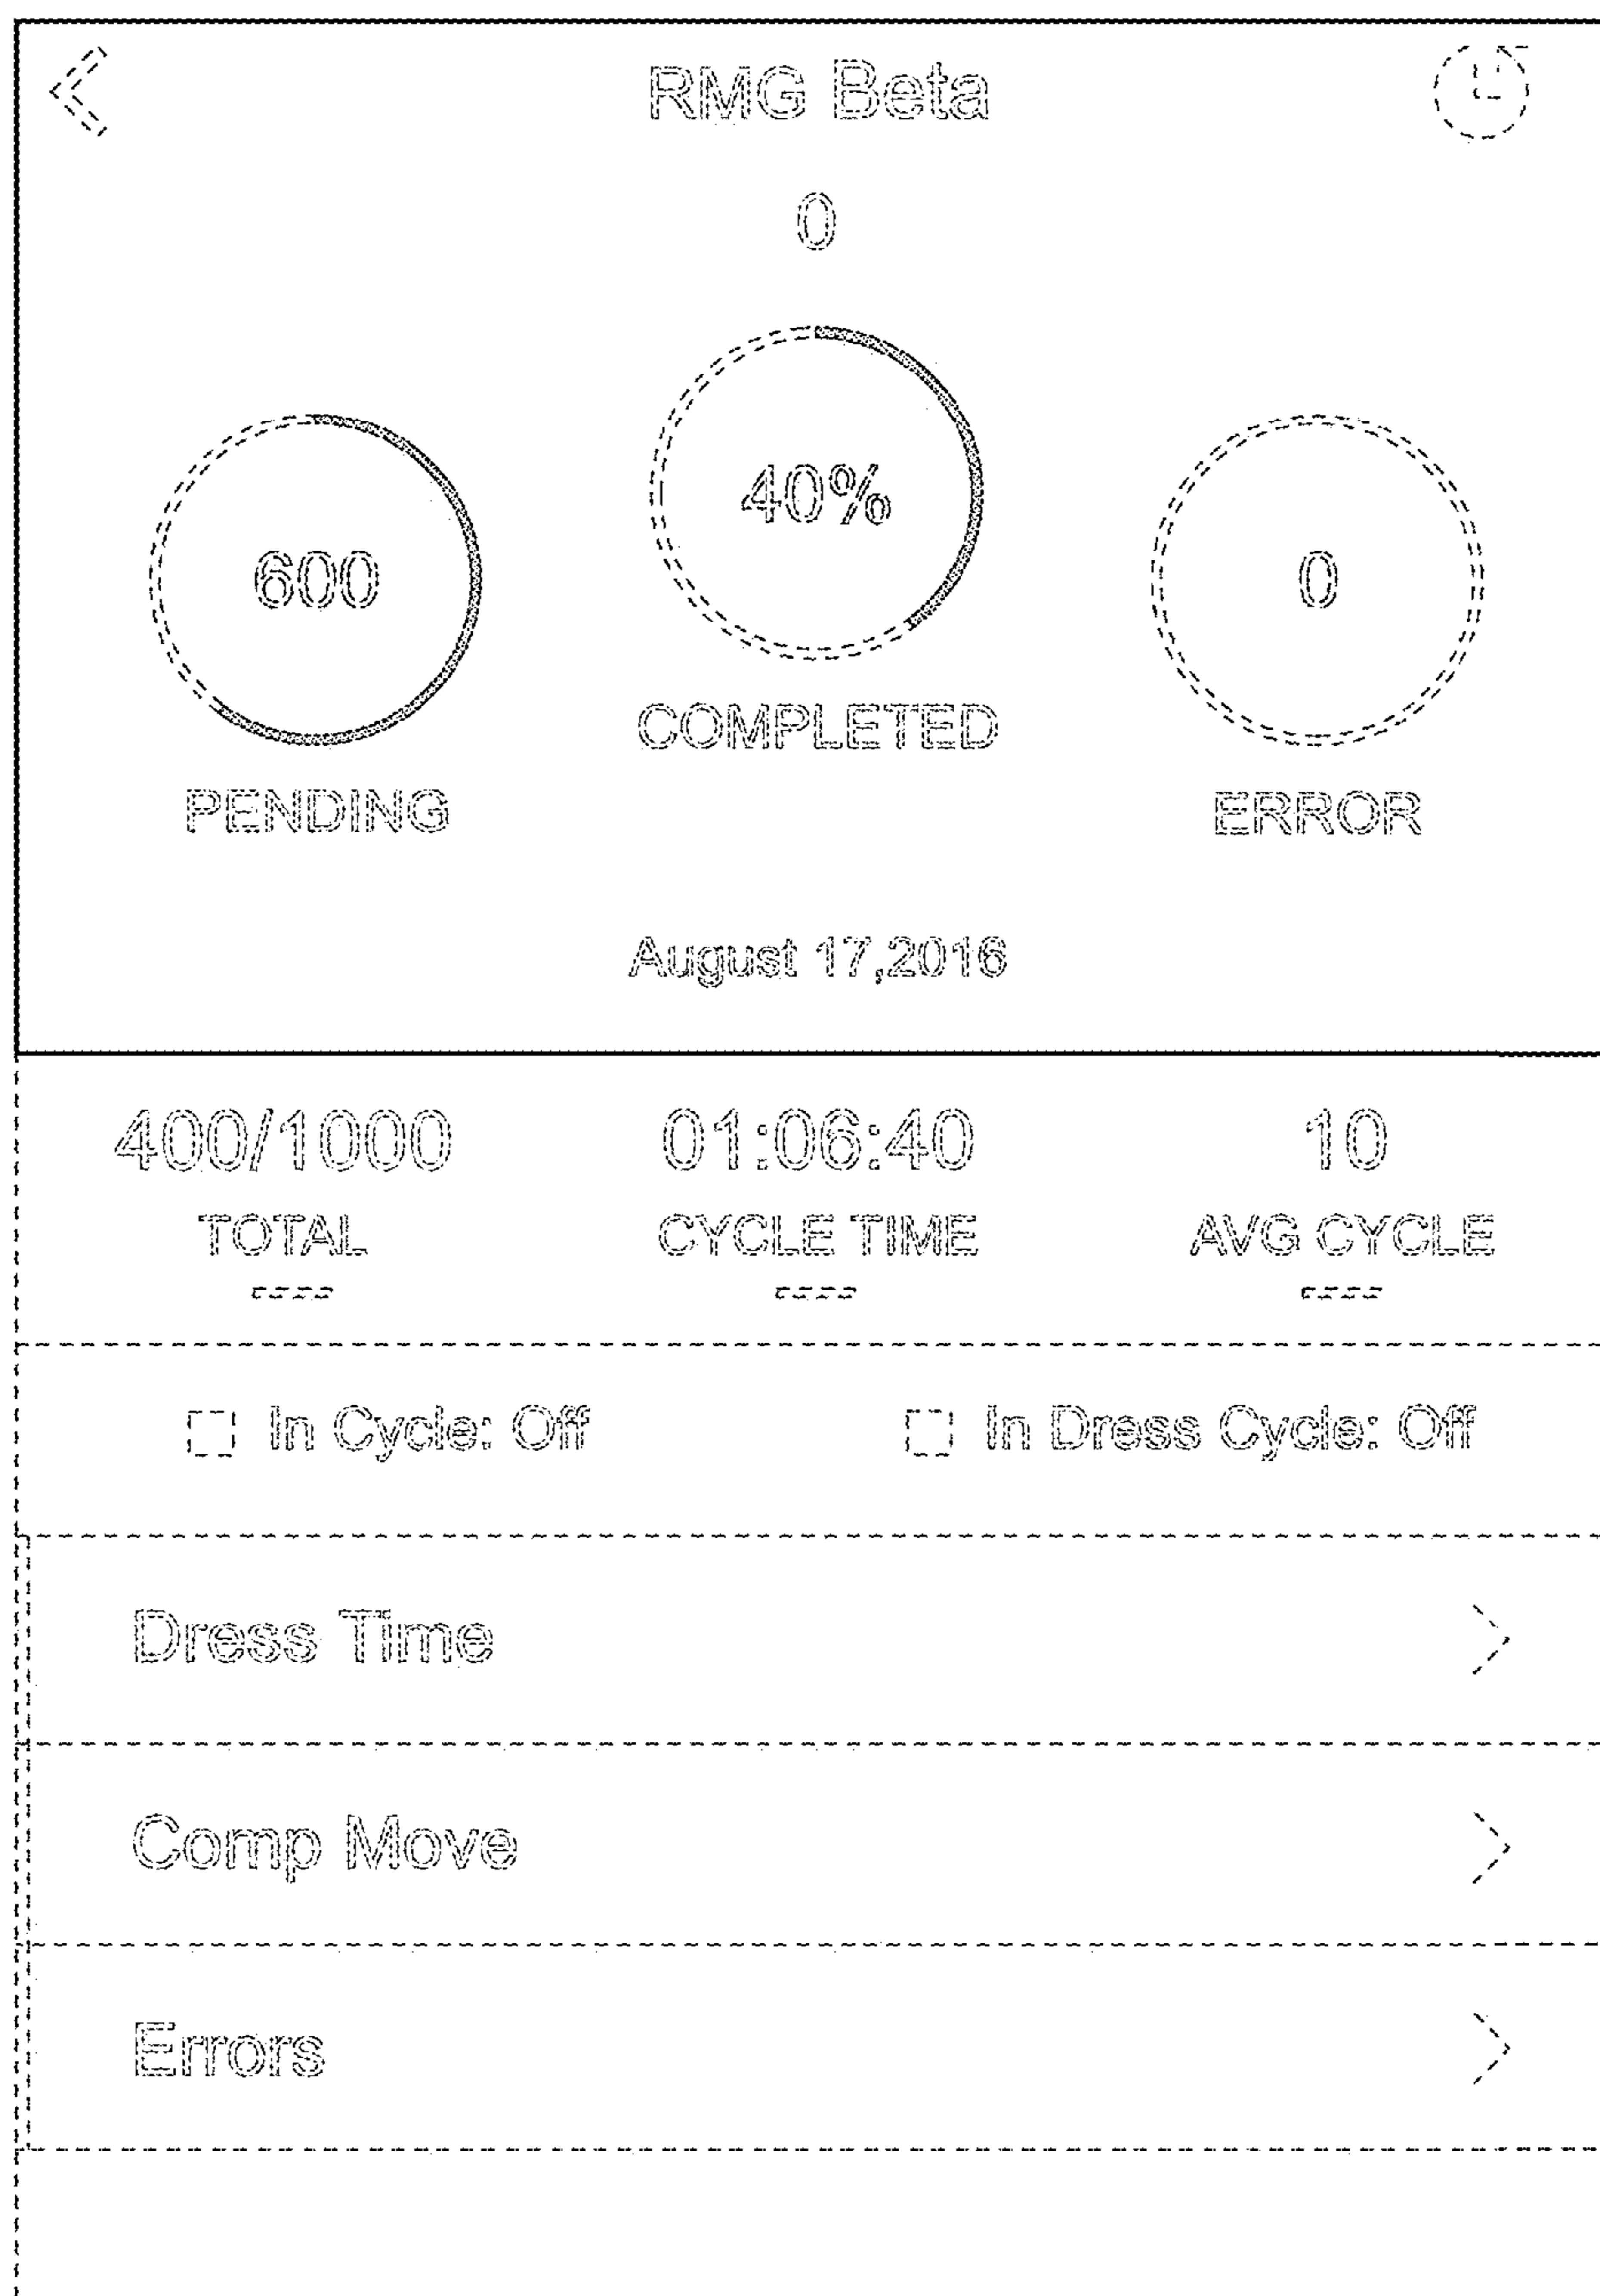 RMG Beta
0
40%
600
0
COMPLETED
PENDING
ERROR
August 17,2016
400/1000 01:06:40 10
TOTAL CYCLE TIME AVG CYCLE
In Cycle: Off In Dress Cycle: Off
Dress Time
Comp Move
Errors